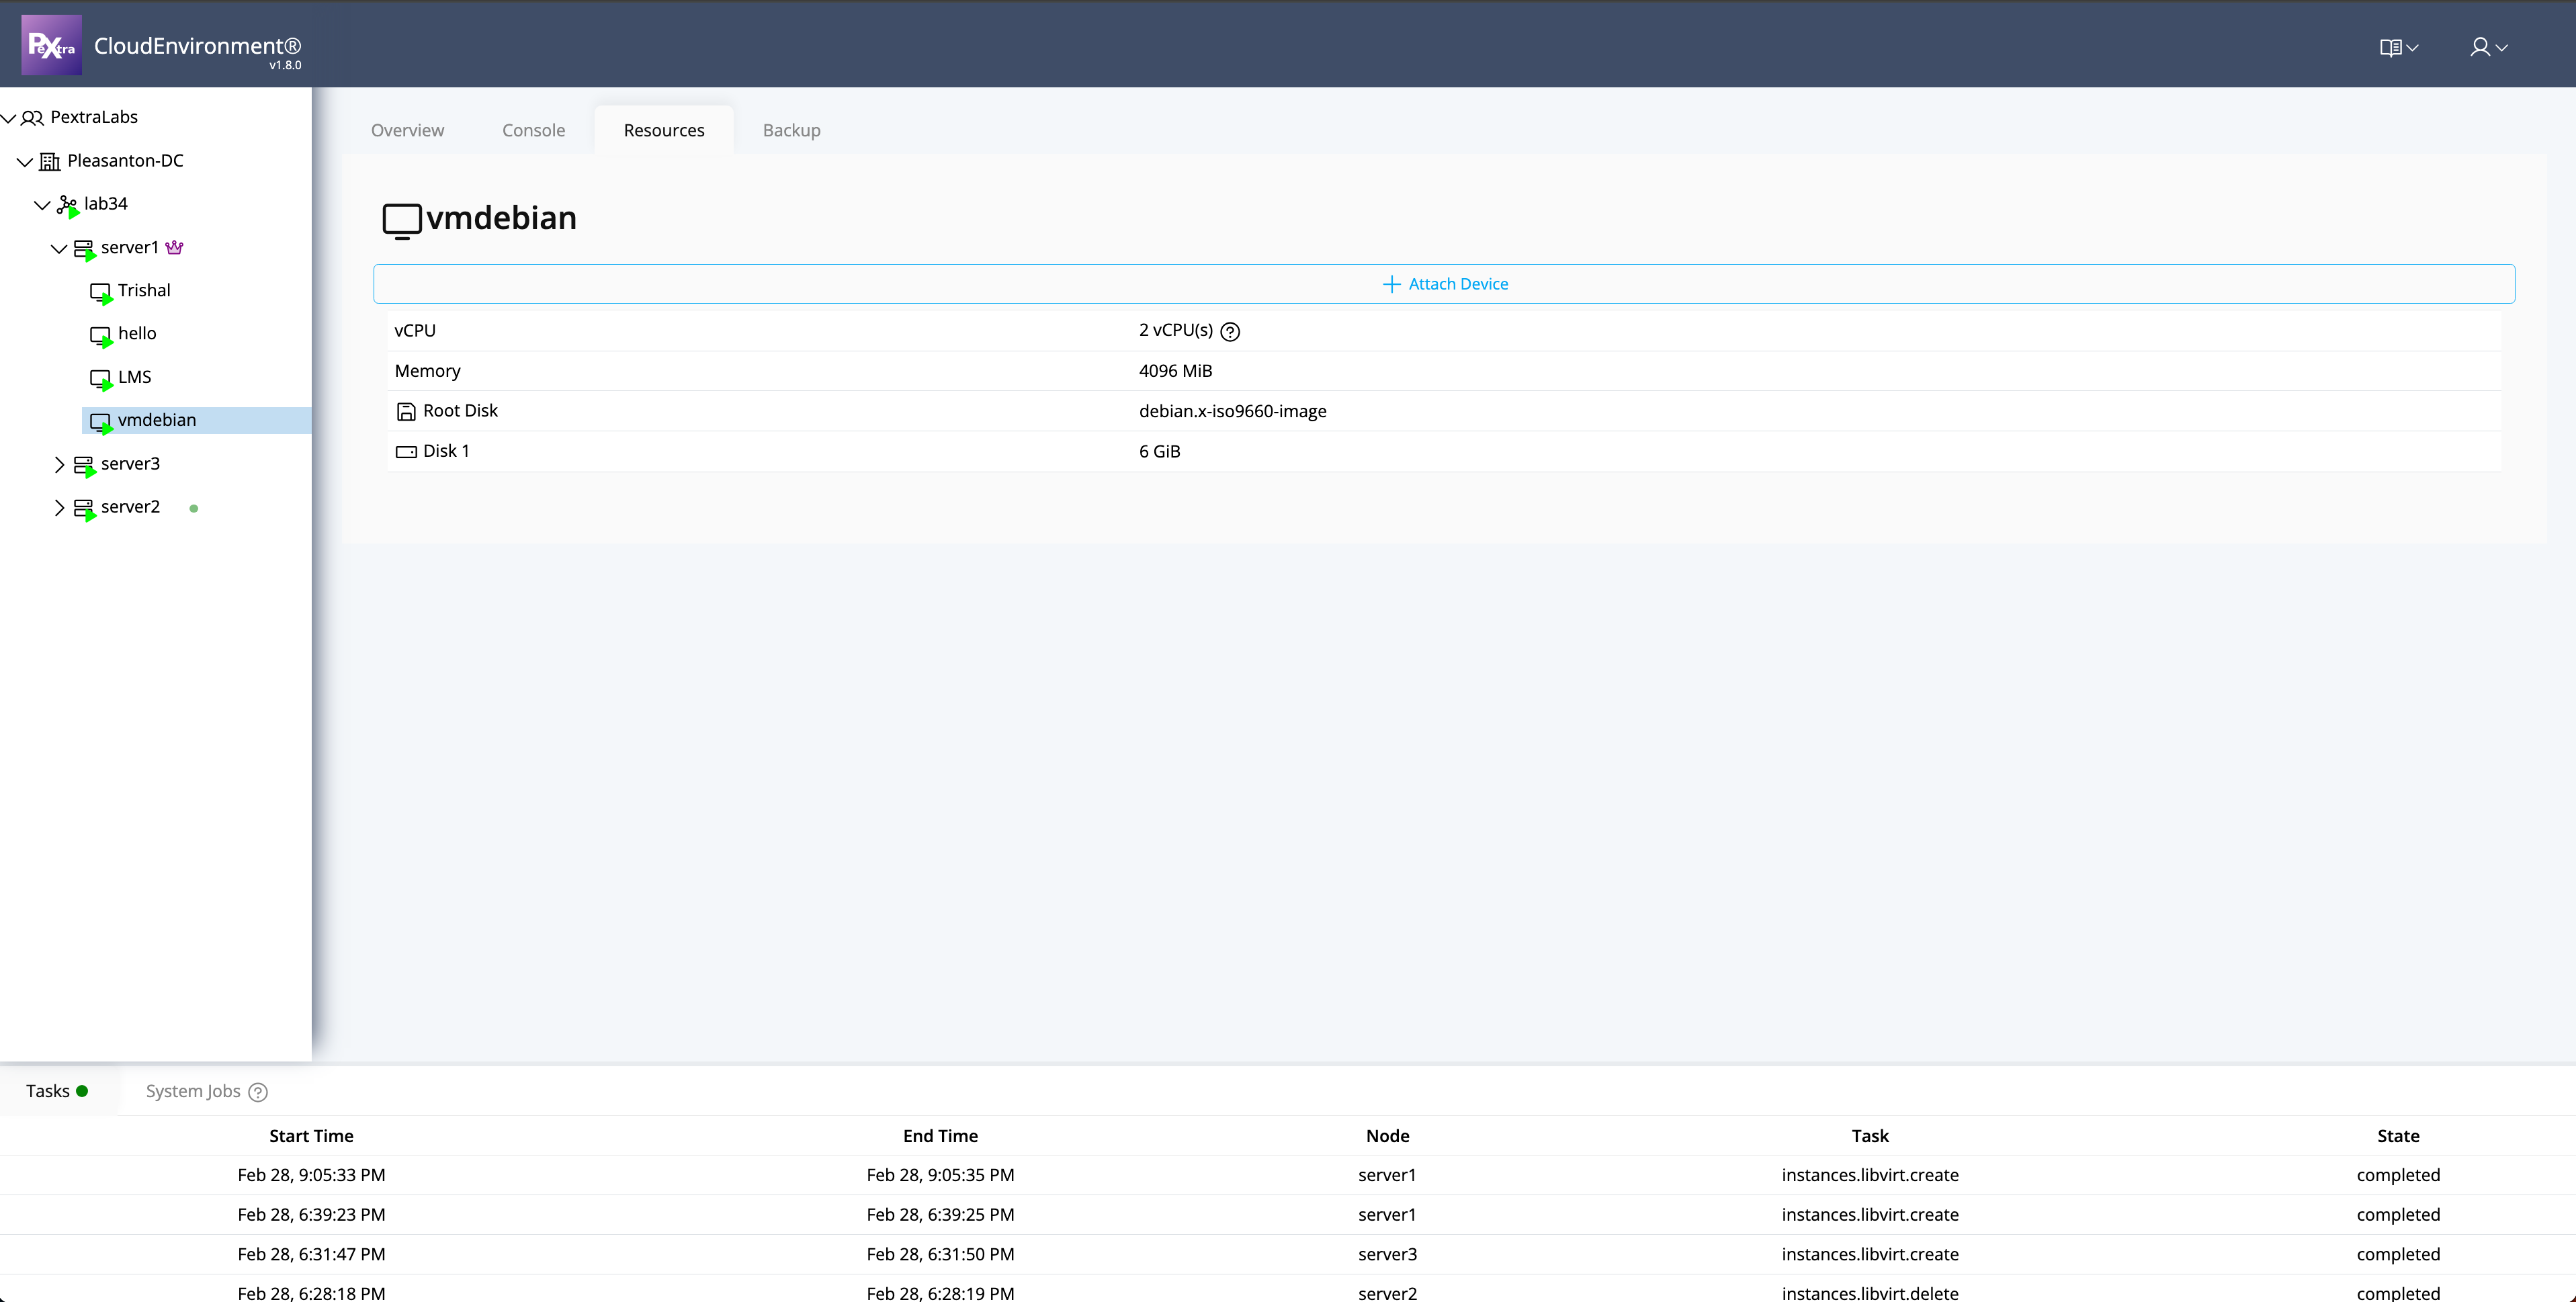 Pextra
CloudEnvironment®
v1.8.0
PextraLabs
Pleasanton-DC
lab34
server1
Trishal
hello
LMS
vmdebian
server3
server2
Overview Console Resources Backup
vmdebian
Attach Device
vCPU 2 vCPU(s) ?
Memory 4096 MiB
Root Disk debian.x-iso9660-image
Disk 1 6 GiB
Tasks System Jobs ?
Start Time End Time Node Task State
Feb 28, 9:05:33 PM Feb 28, 9:05:35 PM server1 instances.libvirt.create completed
Feb 28, 6:39:23 PM Feb 28, 6:39:25 PM server1 instances.libvirt.create completed
Feb 28, 6:31:47 PM Feb 28, 6:31:50 PM server3 instances.libvirt.create completed
Feb 28, 6:28:18 PM Feb 28, 6:28:19 PM server2 instances.libvirt.delete completed